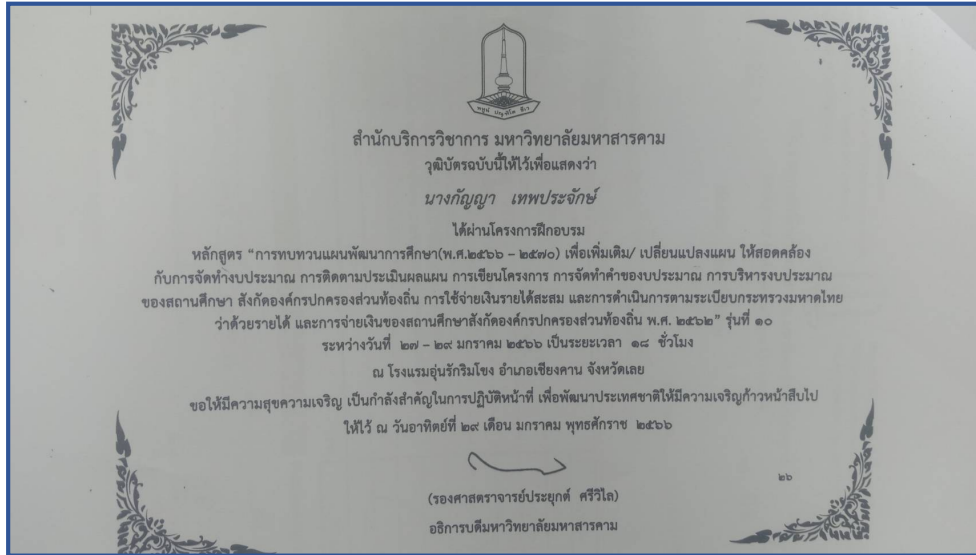 พหูนํ ปณฺฑิโต ชีเว
สำนักบริการวิชาการ มหาวิทยาลัยมหาสารคาม
วุฒิบัตรฉบับนี้ให้ไว้เพื่อแสดงว่า
นางกัญญา เทพประจักษ์
ได้ผ่านโครงการฝึกอบรม
หลักสูตร “การทบทวนแผนพัฒนาการศึกษา(พ.ศ.๒๕๖๖ – ๒๕๗๐) เพื่อเพิ่มเติม/ เปลี่ยนแปลงแผน ให้สอดคล้อง
กับการจัดทำงบประมาณ การติดตามประเมินผลแผน การเขียนโครงการ การจัดทำคำของบประมาณ การบริหารงบประมาณ
ของสถานศึกษา สังกัดองค์กรปกครองส่วนท้องถิ่น การใช้จ่ายเงินรายได้สะสม และการดำเนินการตามระเบียบกระทรวงมหาดไทย
ว่าด้วยรายได้ และการจ่ายเงินของสถานศึกษาสังกัดองค์กรปกครองส่วนท้องถิ่น พ.ศ. ๒๕๖๒” รุ่นที่ ๑๐
ระหว่างวันที่ ๒๗ – ๒๙ มกราคม ๒๕๖๖ เป็นระยะเวลา ๑๘ ชั่วโมง
ณ โรงแรมอุ่นรักริมโขง อำเภอเชียงคาน จังหวัดเลย
ขอให้มีความสุขความเจริญ เป็นกำลังสำคัญในการปฏิบัติหน้าที่ เพื่อพัฒนาประเทศชาติให้มีความเจริญก้าวหน้าสืบไป
ให้ไว้ ณ วันอาทิตย์ที่ ๒๙ เดือน มกราคม พุทธศักราช ๒๕๖๖
๒๖
(รองศาสตราจารย์ประยุกต์ ศรีวิไล)
อธิการบดีมหาวิทยาลัยมหาสารคาม